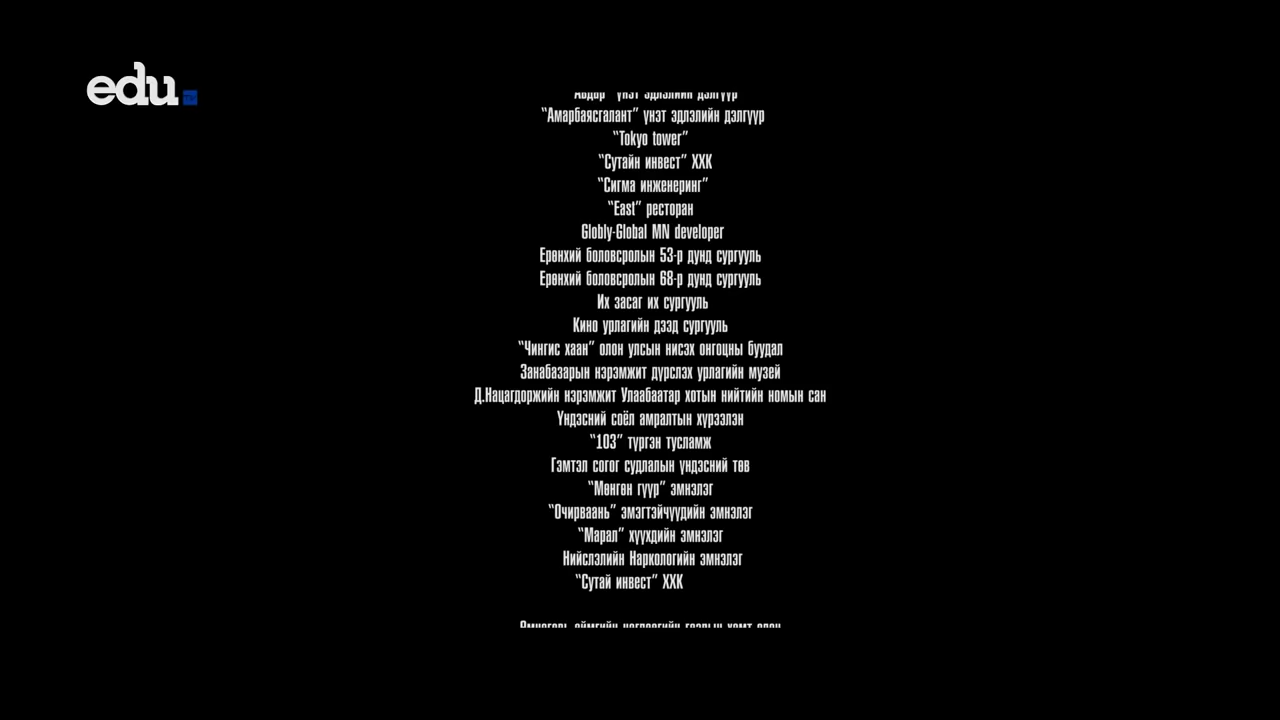 edu.
"Амарбаясгалант" үнэт эдлэлийн дэлгүүр
"Tokyo tower"
"Сутайн инвест" ХХК
"Сигма инженеринг"
"East" ресторан
Globly-Global MN developer
Ерөнхий боловсролын 53-р дунд сургууль
Ерөнхий боловсролын 68-р дунд сургууль
Их засаг их сургууль
Кино урлагийн дээд сургууль
"Чингис хаан" олон улсын нисэх онгоцны буудал
Занабазарын нэрэмжит дүрслэх урлагийн музей
Д.Нацагдоржийн нэрэмжит Улаабаатар хотын нийтийн номын сан
Үндэсний соёл амралтын хүрээлэн
"103" түргэн тусламж
Гэмтэл согог судлалын үндэсний төв
"Мөнгөн гүүр" эмнэлэг
"Очирваань" эмэгтэйчүүдийн эмнэлэг
"Марал" хүүхдийн эмнэлэг
Нийслэлийн Наркологийн эмнэлэг
"Сутай инвест" ХХК